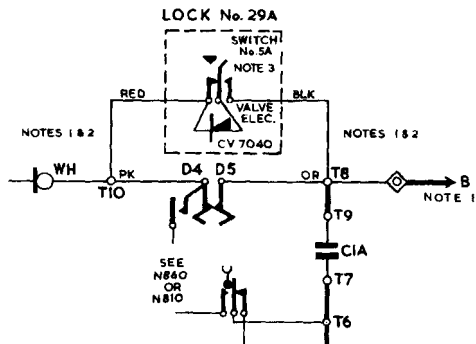 LOCK No. 29A
SWITCH
No.5A
NOTE 3
RED
BLK
VALVE
ELEC.
CV 7040
NOTES 1&2
NOTES 1&2
WH
T10
PK
D4
D5
OR
T8
B
NOTE 1
T9
C1A
SEE
N860
OR
N810
T7
T6